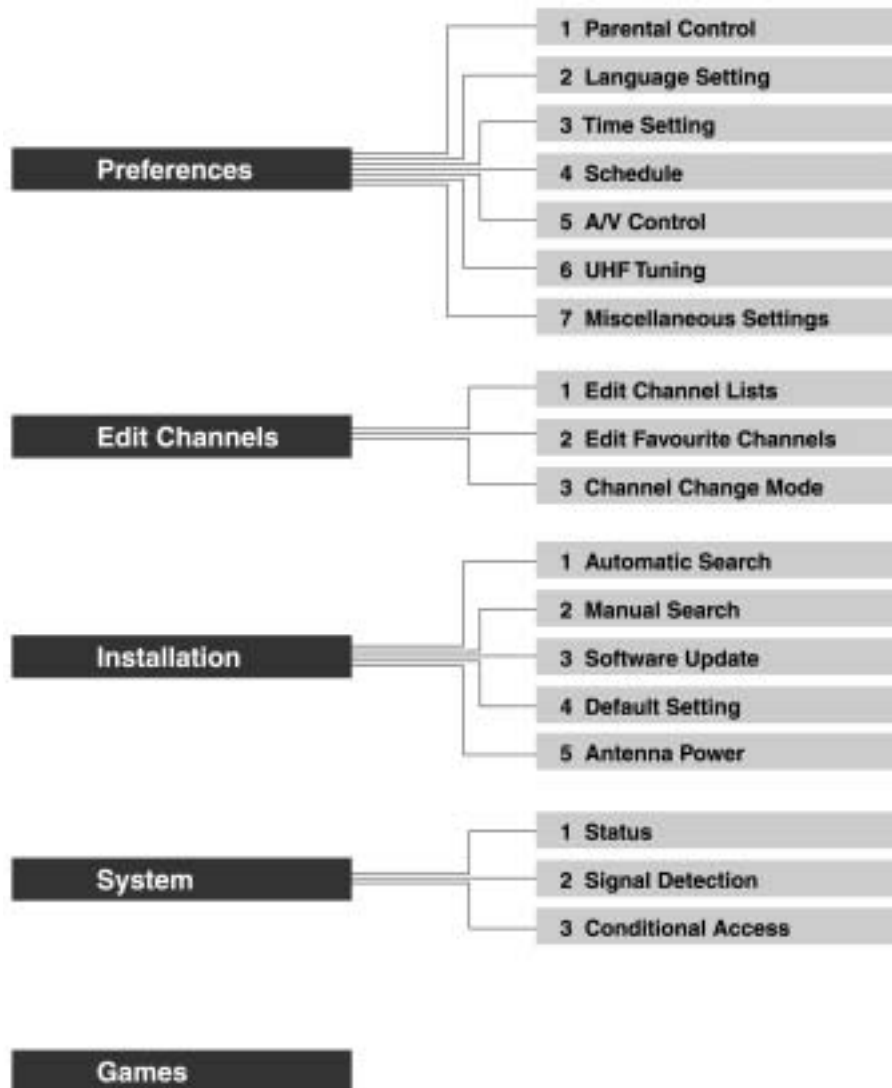 Preferences
1 Parental Control
2 Language Setting
3 Time Setting
4 Schedule
5 A/V Control
6 UHF Tuning
7 Miscellaneous Settings
Edit Channels
1 Edit Channel Lists
2 Edit Favourite Channels
3 Channel Change Mode
Installation
1 Automatic Search
2 Manual Search
3 Software Update
4 Default Setting
5 Antenna Power
System
1 Status
2 Signal Detection
3 Conditional Access
Games